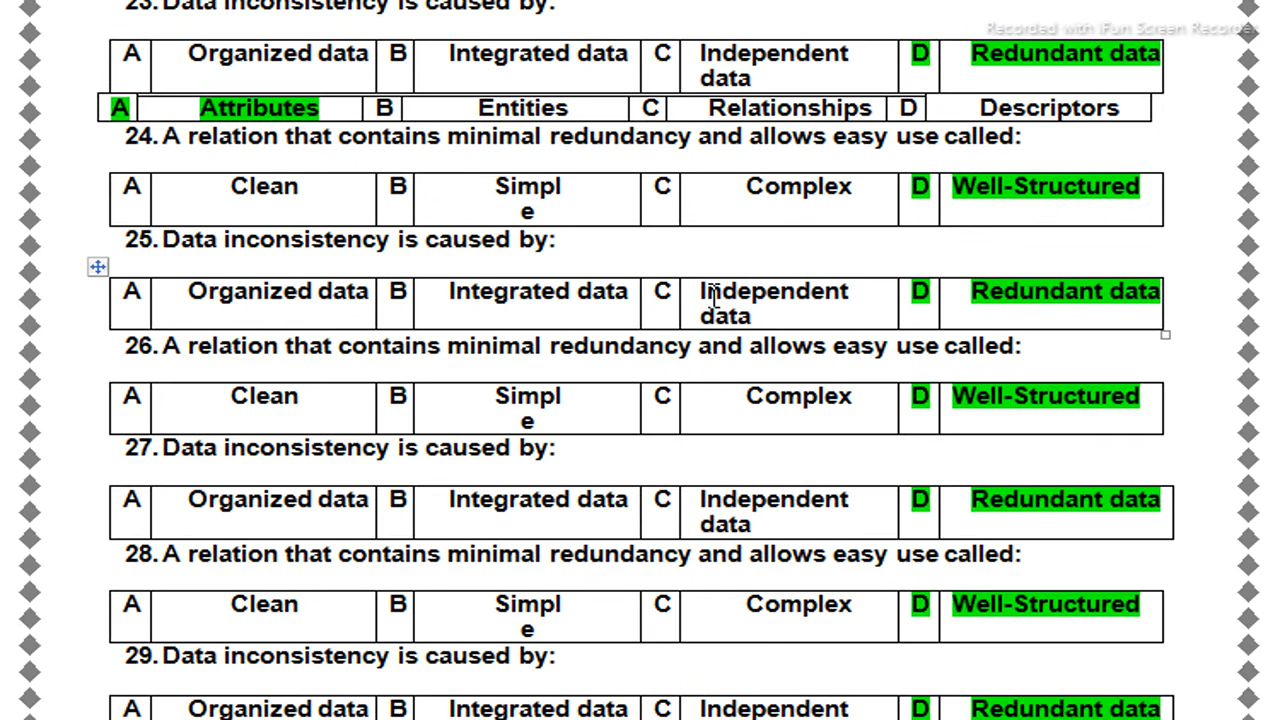 23. Data inconsistency is caused by:
Recorded with iFun Screen Recorder
A Organized data B Integrated data C Independent D Redundant data
data
A Attributes B Entities C Relationships D Descriptors
24. A relation that contains minimal redundancy and allows easy use called:
A Clean B Simpl C Complex D Well-Structured
e
25. Data inconsistency is caused by:
A Organized data B Integrated data C Independent D Redundant data
data
26. A relation that contains minimal redundancy and allows easy use called:
A Clean B Simpl C Complex D Well-Structured
e
27. Data inconsistency is caused by:
A Organized data B Integrated data C Independent D Redundant data
data
28. A relation that contains minimal redundancy and allows easy use called:
A Clean B Simpl C Complex D Well-Structured
e
29. Data inconsistency is caused by:
A Organized data B Integrated data C Independent D Redundant data